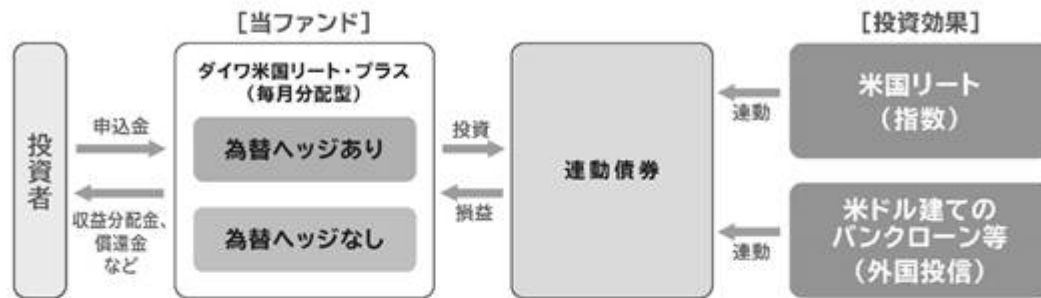 [当ファンド]
[投資効果]
投資者
申込金
収益分配金、
償還金
など
ダイワ米国リート・プラス
(毎月分配型)
為替ヘッジあり
為替ヘッジなし
投資
損益
連動債券
連動
連動
米国リート
(指数)
米ドル建ての
バンクローン等
(外国投信)